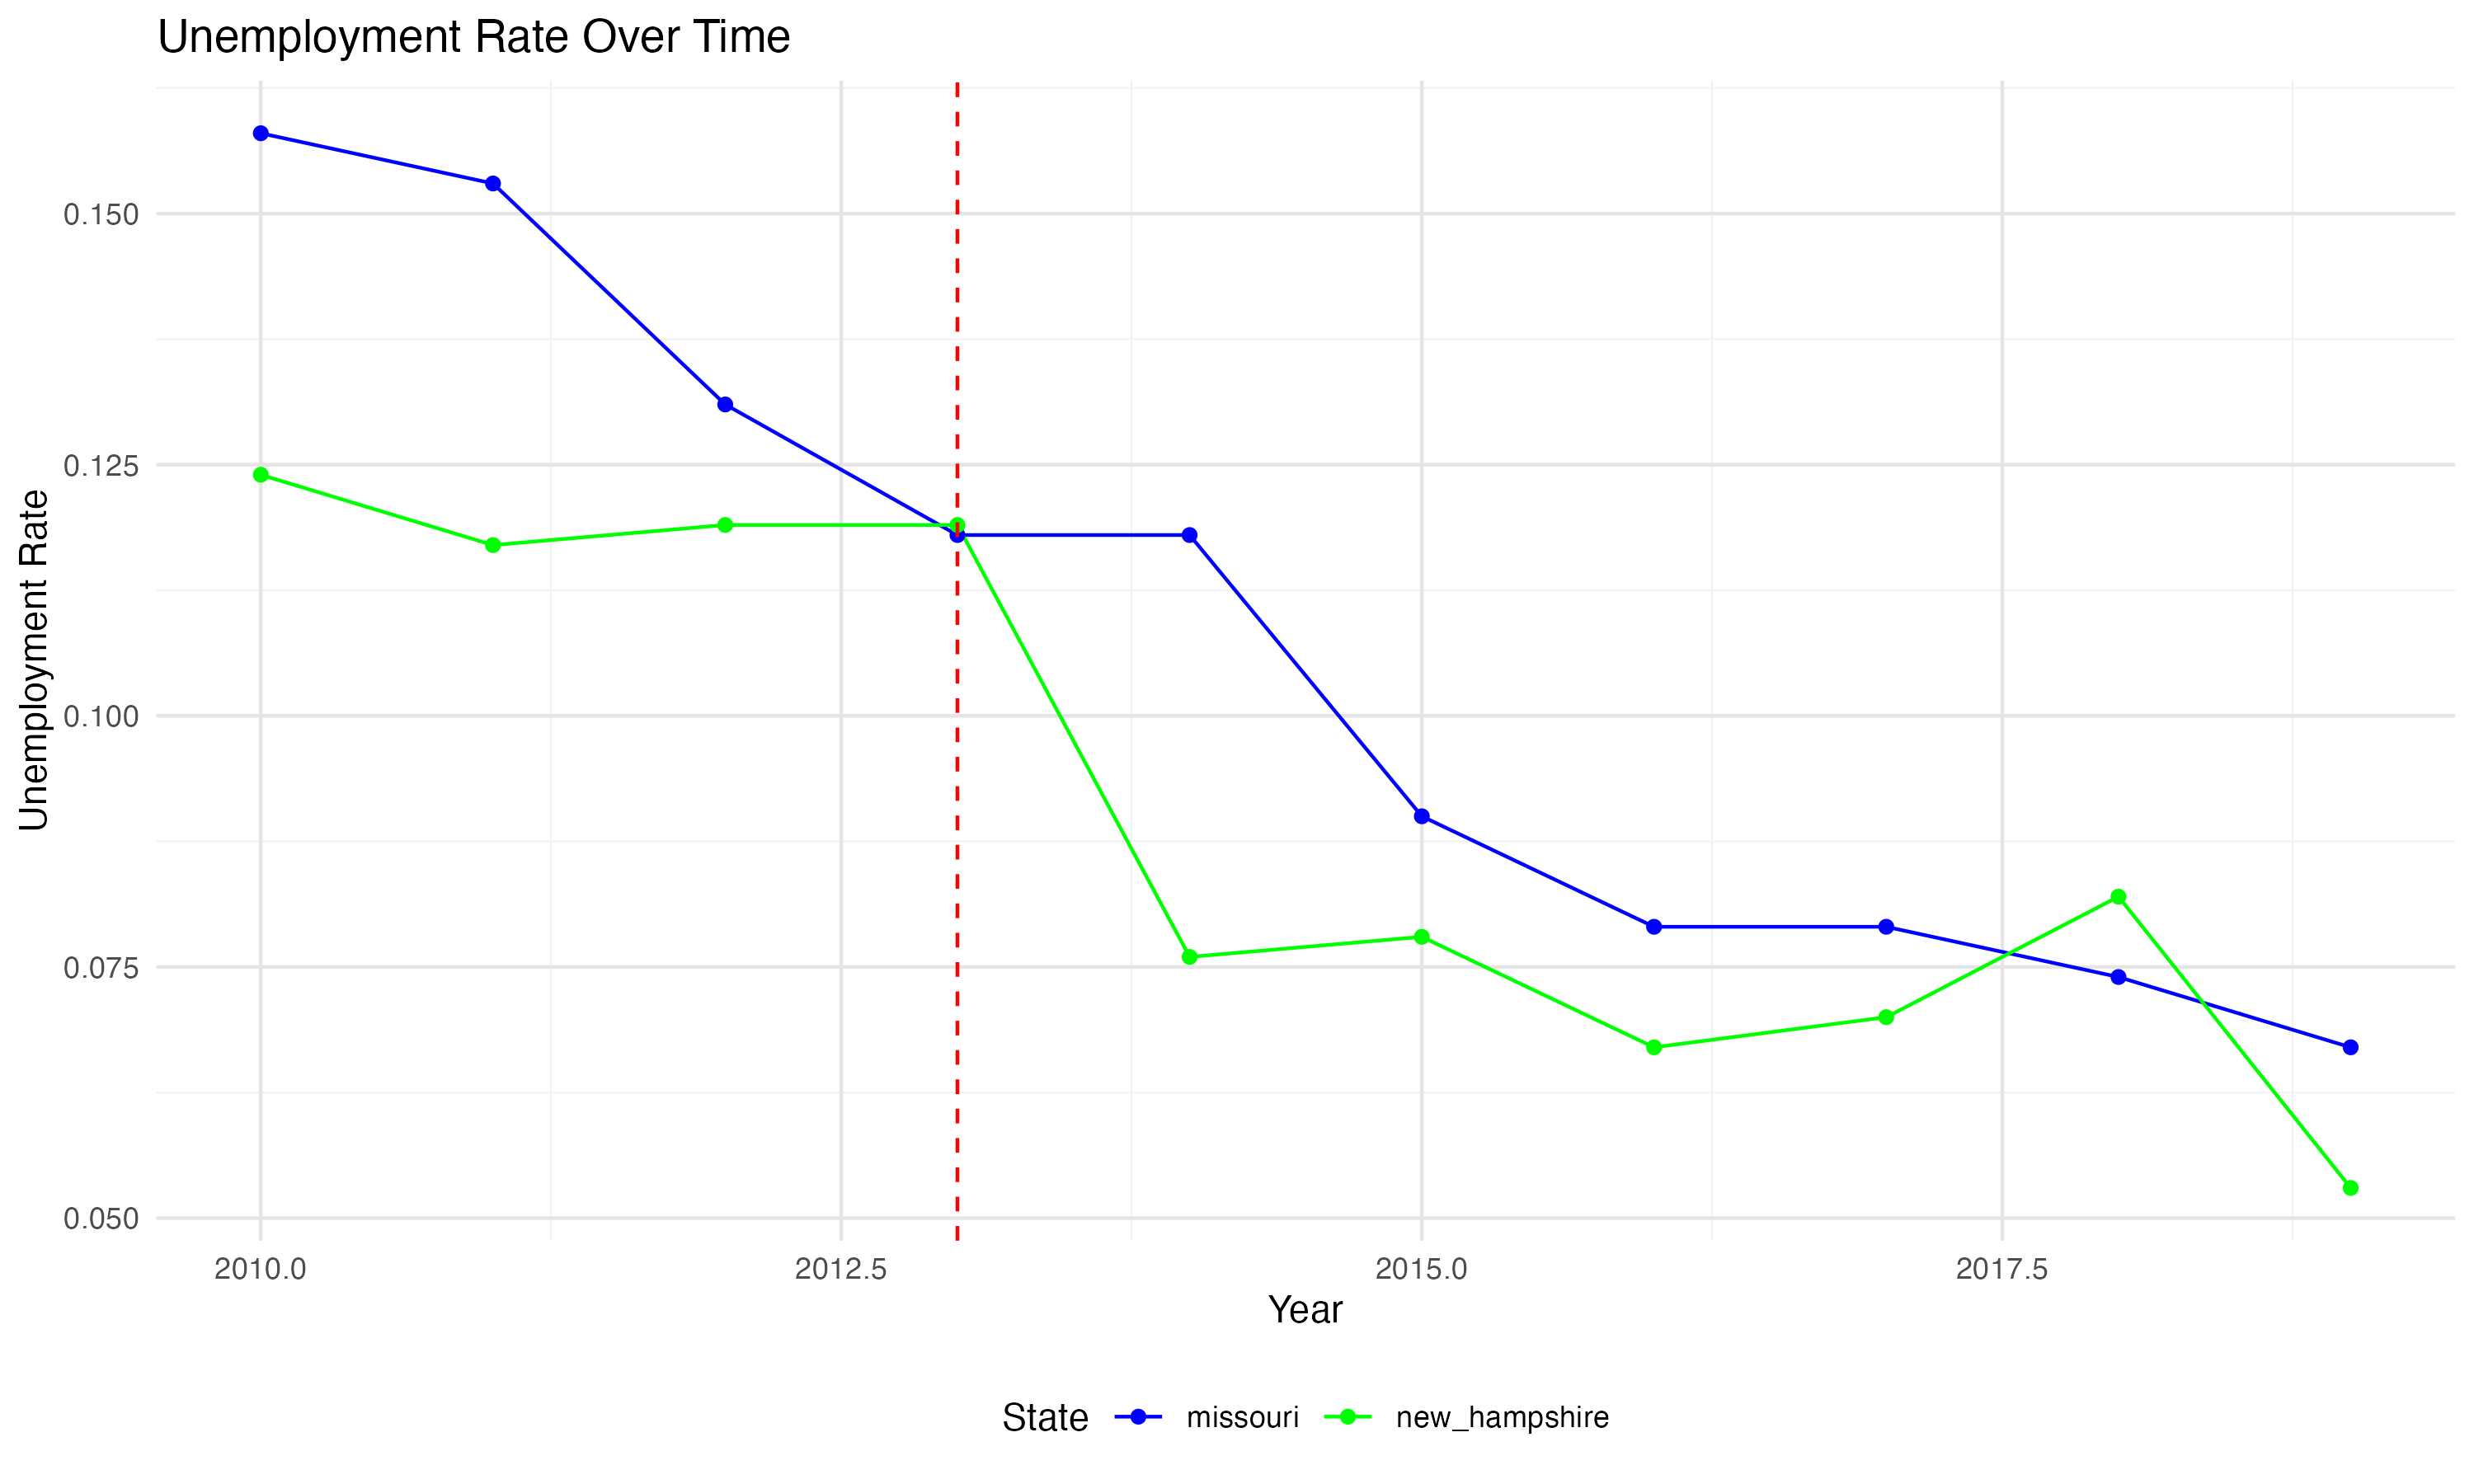 Unemployment Rate Over Time
Unemployment Rate
0.150
0.125
0.100
0.075
0.050
2010.0 2012.5 2015.0 2017.5
Year
State missouri new_hampshire